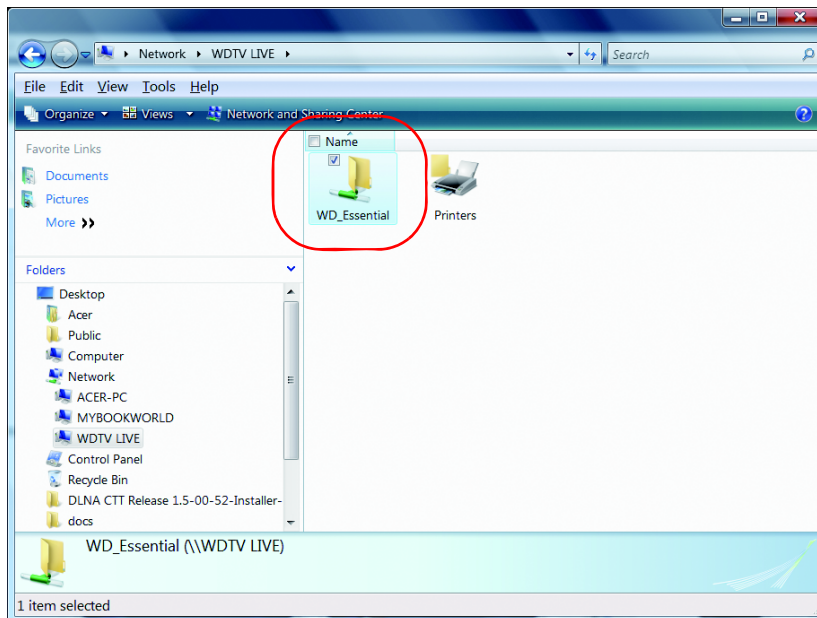 Network WDTV LIVE
Search
File Edit View Tools Help
Organize Views Network and Sharing Center
Favorite Links
Documents
Pictures
More
Name
WD_Essential
Printers
Folders
Desktop
Acer
Public
Computer
Network
ACER-PC
MYBOOKWORLD
WDTV LIVE
Control Panel
Recycle Bin
DLNA CTT Release 1.5-00-52-Installer-
docs
WD_Essential (\\WDTV LIVE)
1 item selected